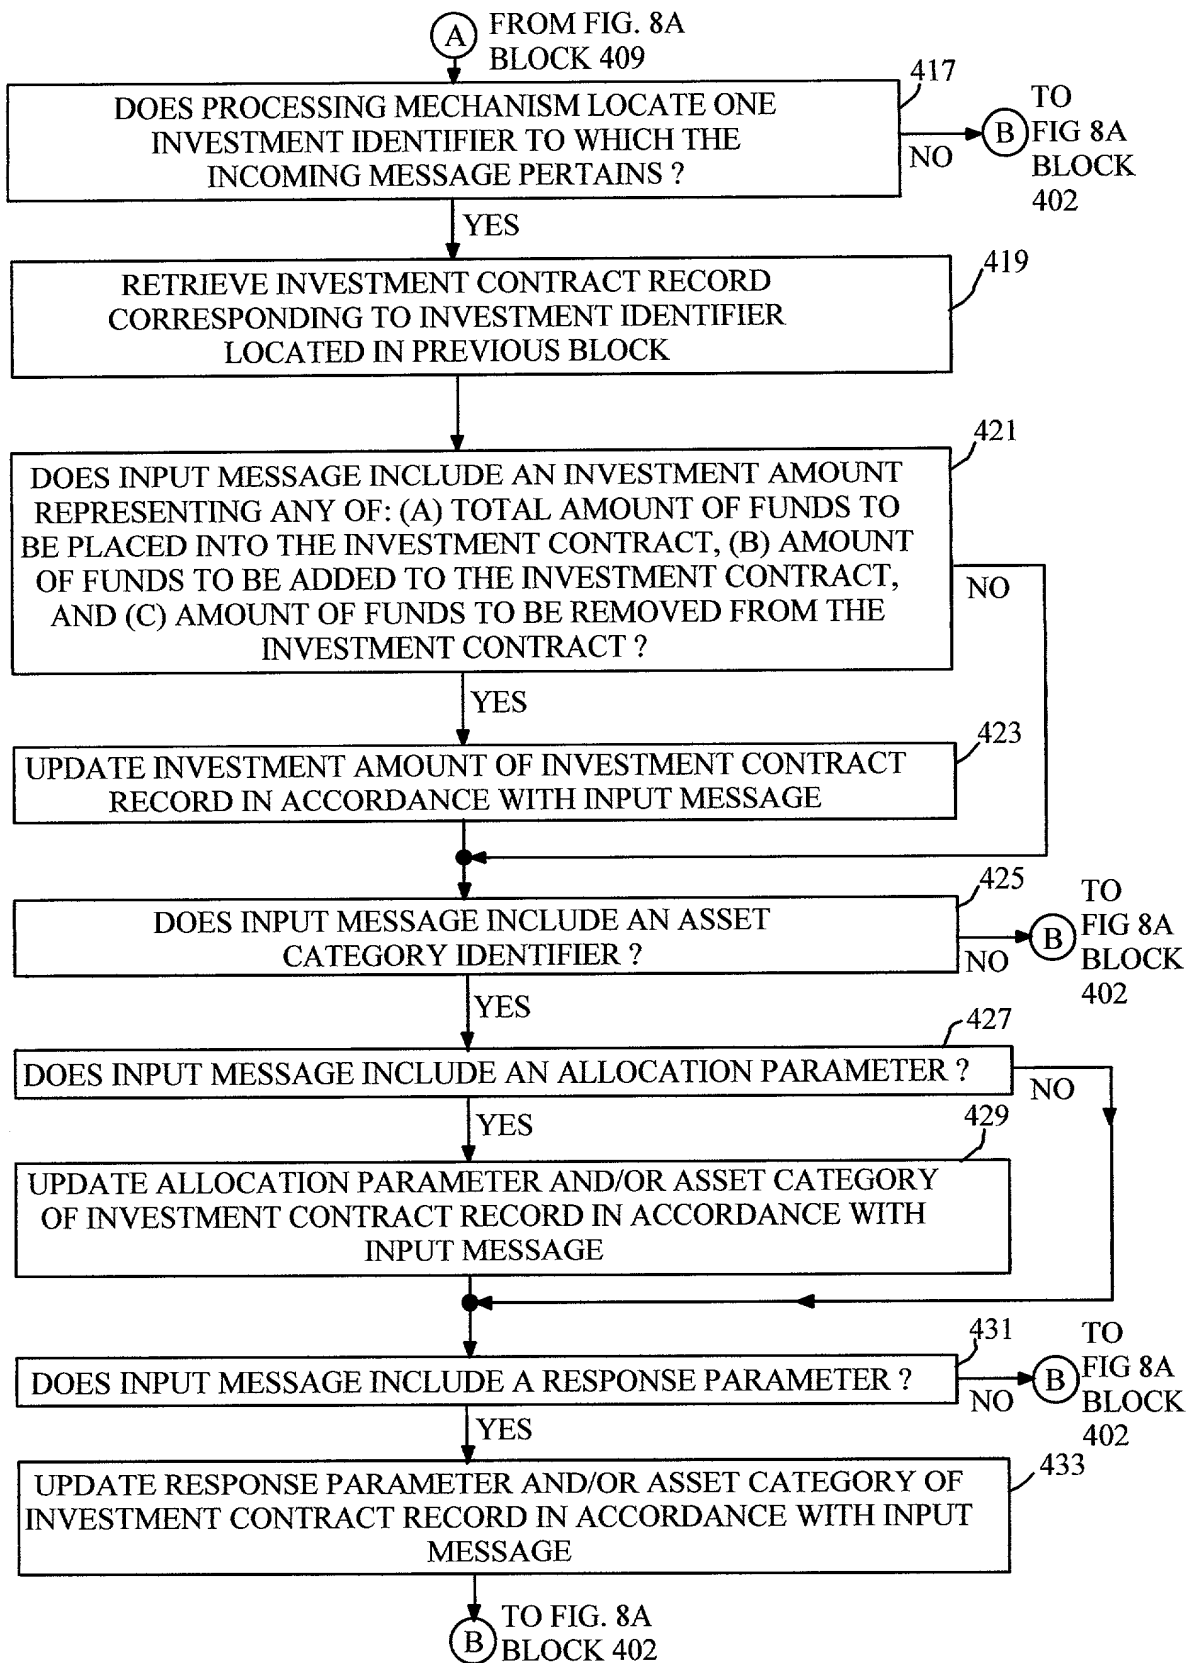 A
FROM FIG. 8A
BLOCK 409
417
DOES PROCESSING MECHANISM LOCATE ONE
INVESTMENT IDENTIFIER TO WHICH THE
INCOMING MESSAGE PERTAINS ?
NO
B
TO
FIG 8A
BLOCK
402
YES
419
RETRIEVE INVESTMENT CONTRACT RECORD
CORRESPONDING TO INVESTMENT IDENTIFIER
LOCATED IN PREVIOUS BLOCK
421
DOES INPUT MESSAGE INCLUDE AN INVESTMENT AMOUNT
REPRESENTING ANY OF: (A) TOTAL AMOUNT OF FUNDS TO
BE PLACED INTO THE INVESTMENT CONTRACT, (B) AMOUNT
OF FUNDS TO BE ADDED TO THE INVESTMENT CONTRACT,
AND (C) AMOUNT OF FUNDS TO BE REMOVED FROM THE
INVESTMENT CONTRACT ?
NO
YES
423
UPDATE INVESTMENT AMOUNT OF INVESTMENT CONTRACT
RECORD IN ACCORDANCE WITH INPUT MESSAGE
425
DOES INPUT MESSAGE INCLUDE AN ASSET
CATEGORY IDENTIFIER ?
NO
B
TO
FIG 8A
BLOCK
402
YES
427
DOES INPUT MESSAGE INCLUDE AN ALLOCATION PARAMETER ?
NO
YES
429
UPDATE ALLOCATION PARAMETER AND/OR ASSET CATEGORY
OF INVESTMENT CONTRACT RECORD IN ACCORDANCE WITH
INPUT MESSAGE
431
DOES INPUT MESSAGE INCLUDE A RESPONSE PARAMETER ?
NO
B
TO
FIG 8A
BLOCK
402
YES
433
UPDATE RESPONSE PARAMETER AND/OR ASSET CATEGORY OF
INVESTMENT CONTRACT RECORD IN ACCORDANCE WITH INPUT
MESSAGE
B
TO FIG. 8A
BLOCK 402